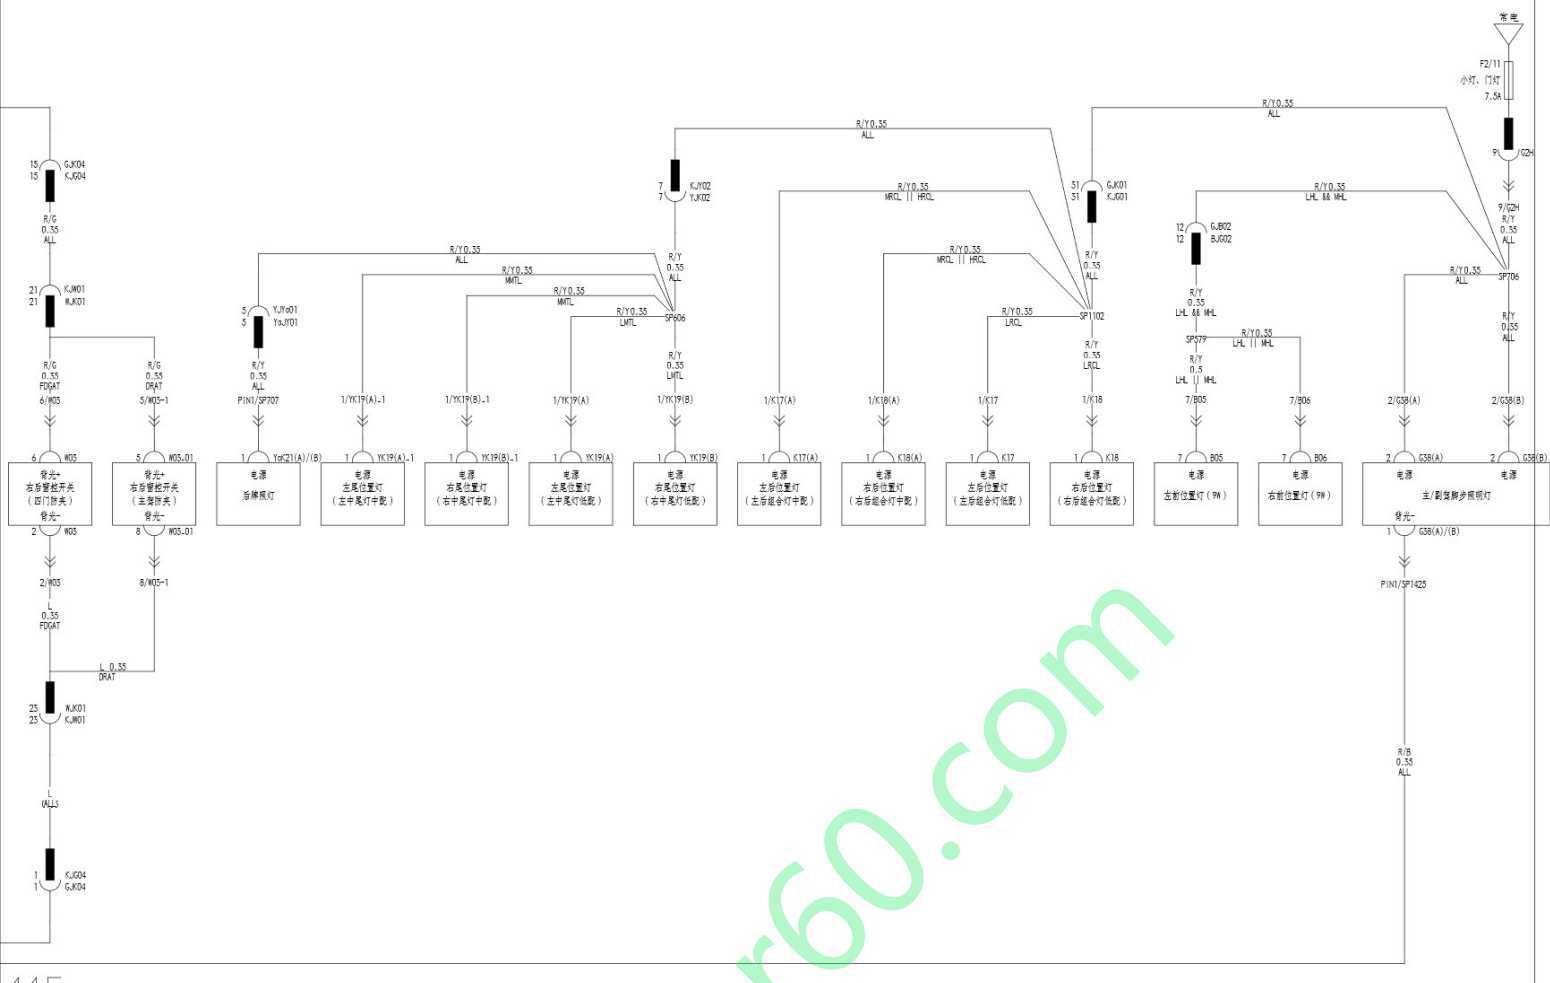 常电
F2/11
小灯、门灯
7.5A
9 G2H
9/G2H
R/Y
0.35
ALL
R/Y0.35
ALL
R/Y0.35
ALL
15 GJK04
15 KJG04
R/G
0.35
ALL
21 KJW01
21 WJK01
R/G
0.35
FDGAT
6/W03
R/G
0.35
DRAT
5/W03-1
7 KJY02
7 YJK02
R/Y
0.35
ALL
R/Y0.35
MRCL || HRCL
31 GJK01
31 KJG01
R/Y
0.35
ALL
R/Y0.35
LHL && MHL
12 GJB02
12 BJG02
R/Y
0.35
LHL && MHL
SP706
R/Y0.35
ALL
R/Y
0.35
ALL
R/Y0.35
ALL
R/Y0.35
MMTL
R/Y0.35
MMTL
R/Y0.35
LMTL
SP606
R/Y
0.35
LMTL
R/Y0.35
MRCL || HRCL
R/Y0.35
LRCL
SP1102
R/Y
0.35
LRCL
SP579
R/Y0.35
LHL || MHL
R/Y
0.5
LHL || MHL
5 YJYa01
5 YaJY01
R/Y
0.35
ALL
PIN1/SP707
1/YK19(A)-1
1/YK19(B)-1
1/YK19(A)
1/YK19(B)
1/K17(A)
1/K18(A)
1/K17
1/K18
7/B05
7/B06
2/G38(A)
2/G38(B)
6 W03
背光+
右后窗控开关
(四门防夹)
背光-
2 W03
5 W03-01
背光+
右后窗控开关
(主驾防夹)
背光-
8 W03-01
1 YaK21(A)/(B)
电源
后牌照灯
1 YK19(A)-1
电源
左尾位置灯
(左中尾灯中配)
1 YK19(B)-1
电源
右尾位置灯
(右中尾灯中配)
1 YK19(A)
电源
左尾位置灯
(左中尾灯低配)
1 YK19(B)
电源
右尾位置灯
(右中尾灯低配)
1 K17(A)
电源
左后位置灯
(左后组合灯中配)
1 K18(A)
电源
右后位置灯
(右后组合灯中配)
1 K17
电源
左后位置灯
(左后组合灯低配)
1 K18
电源
右后位置灯
(右后组合灯低配)
7 B05
电源
左前位置灯(9W)
7 B06
电源
右前位置灯(9W)
2 G38(A)
电源
2 G38(B)
电源
主/副驾脚步照明灯
背光-
1 G38(A)/(B)
PIN1/SP1425
R/B
0.35
ALL
2/W03
L
0.35
FDGAT
8/W03-1
L 0.35
DRAT
23 WJK01
23 KJW01
L
1 KJG04
1 GJK04
r60.com